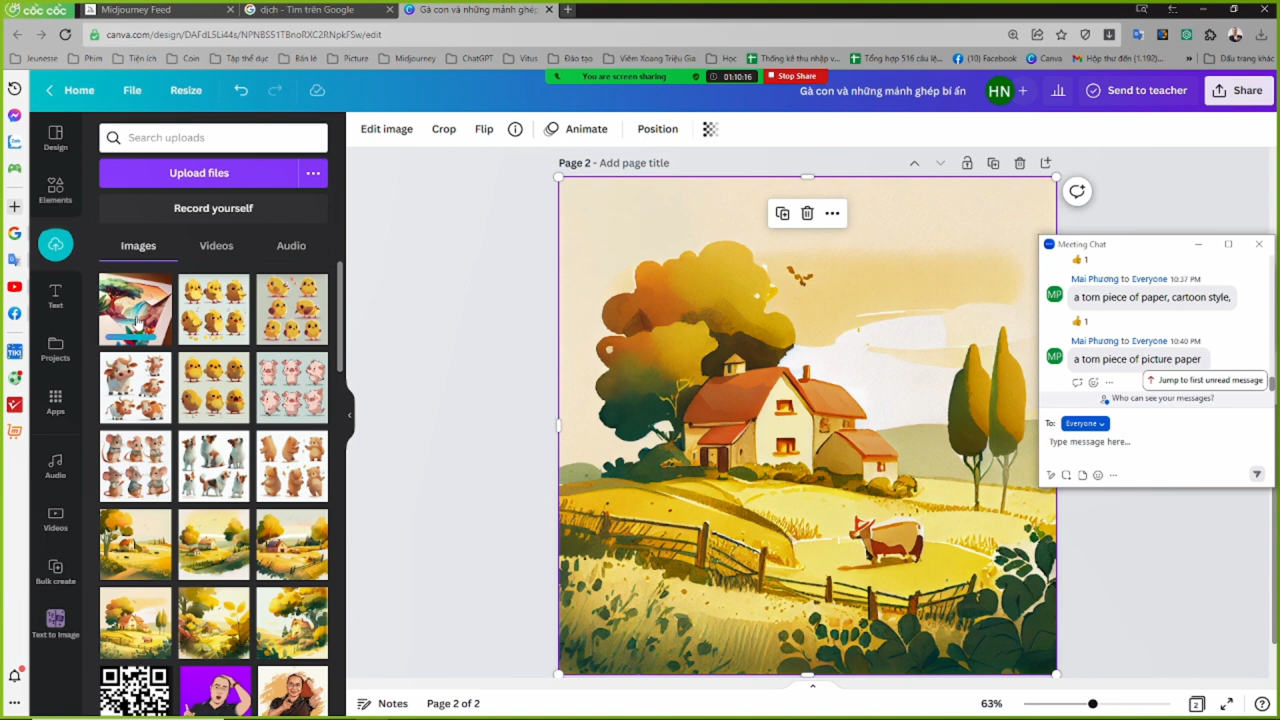 cốc cốc
Midjourney Feed
dịch - Tìm trên Google
Gà con và những mảnh ghép
canva.com/design/DAFdL5Li44s/NPNBS51TBnoRXC2RNpkFSw/edit
Jeunesse
Phim
Tiện ích
Coin
Tập thể dục
Bán lẻ
Picture
Midjourney
ChatGPT
Vitus
Đào tạo
Viêm Xoang Triệu Gia
Học
Thống kê thu nhập v...
Tổng hợp 516 câu lệ...
(10) Facebook
Canva
Hộp thư đến (1.192)...
Dấu trang khác
You are screen sharing
01:10:16
Stop Share
Home
File
Resize
Gà con và những mảnh ghép bí ẩn
HN
Send to teacher
Share
Design
Elements
Text
Projects
Apps
Audio
Videos
Bulk create
Text to Image
Search uploads
Upload files
Record yourself
Images
Videos
Audio
Edit image
Crop
Flip
Animate
Position
Page 2 - Add page title
Meeting Chat
1
Mai Phương to Everyone 10:37 PM
MP
a torn piece of paper, cartoon style,
1
Mai Phương to Everyone 10:40 PM
MP
a torn piece of picture paper
Jump to first unread message
Who can see your messages?
To: Everyone
Type message here...
Notes
Page 2 of 2
63%
2